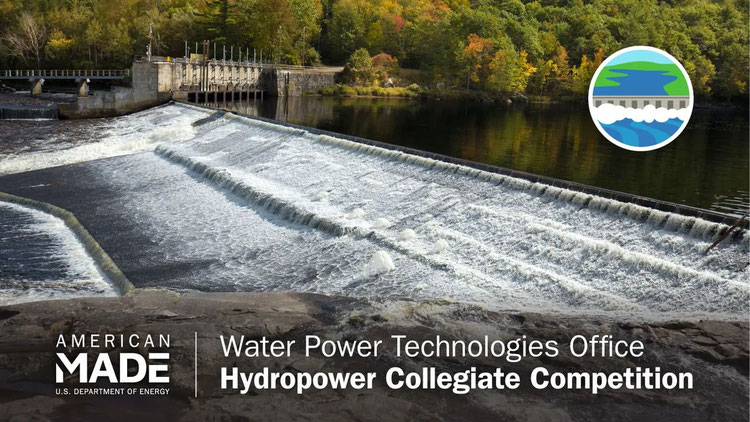 AMERICAN
MADE
U.S. DEPARTMENT OF ENERGY
Water Power Technologies Office
Hydropower Collegiate Competition